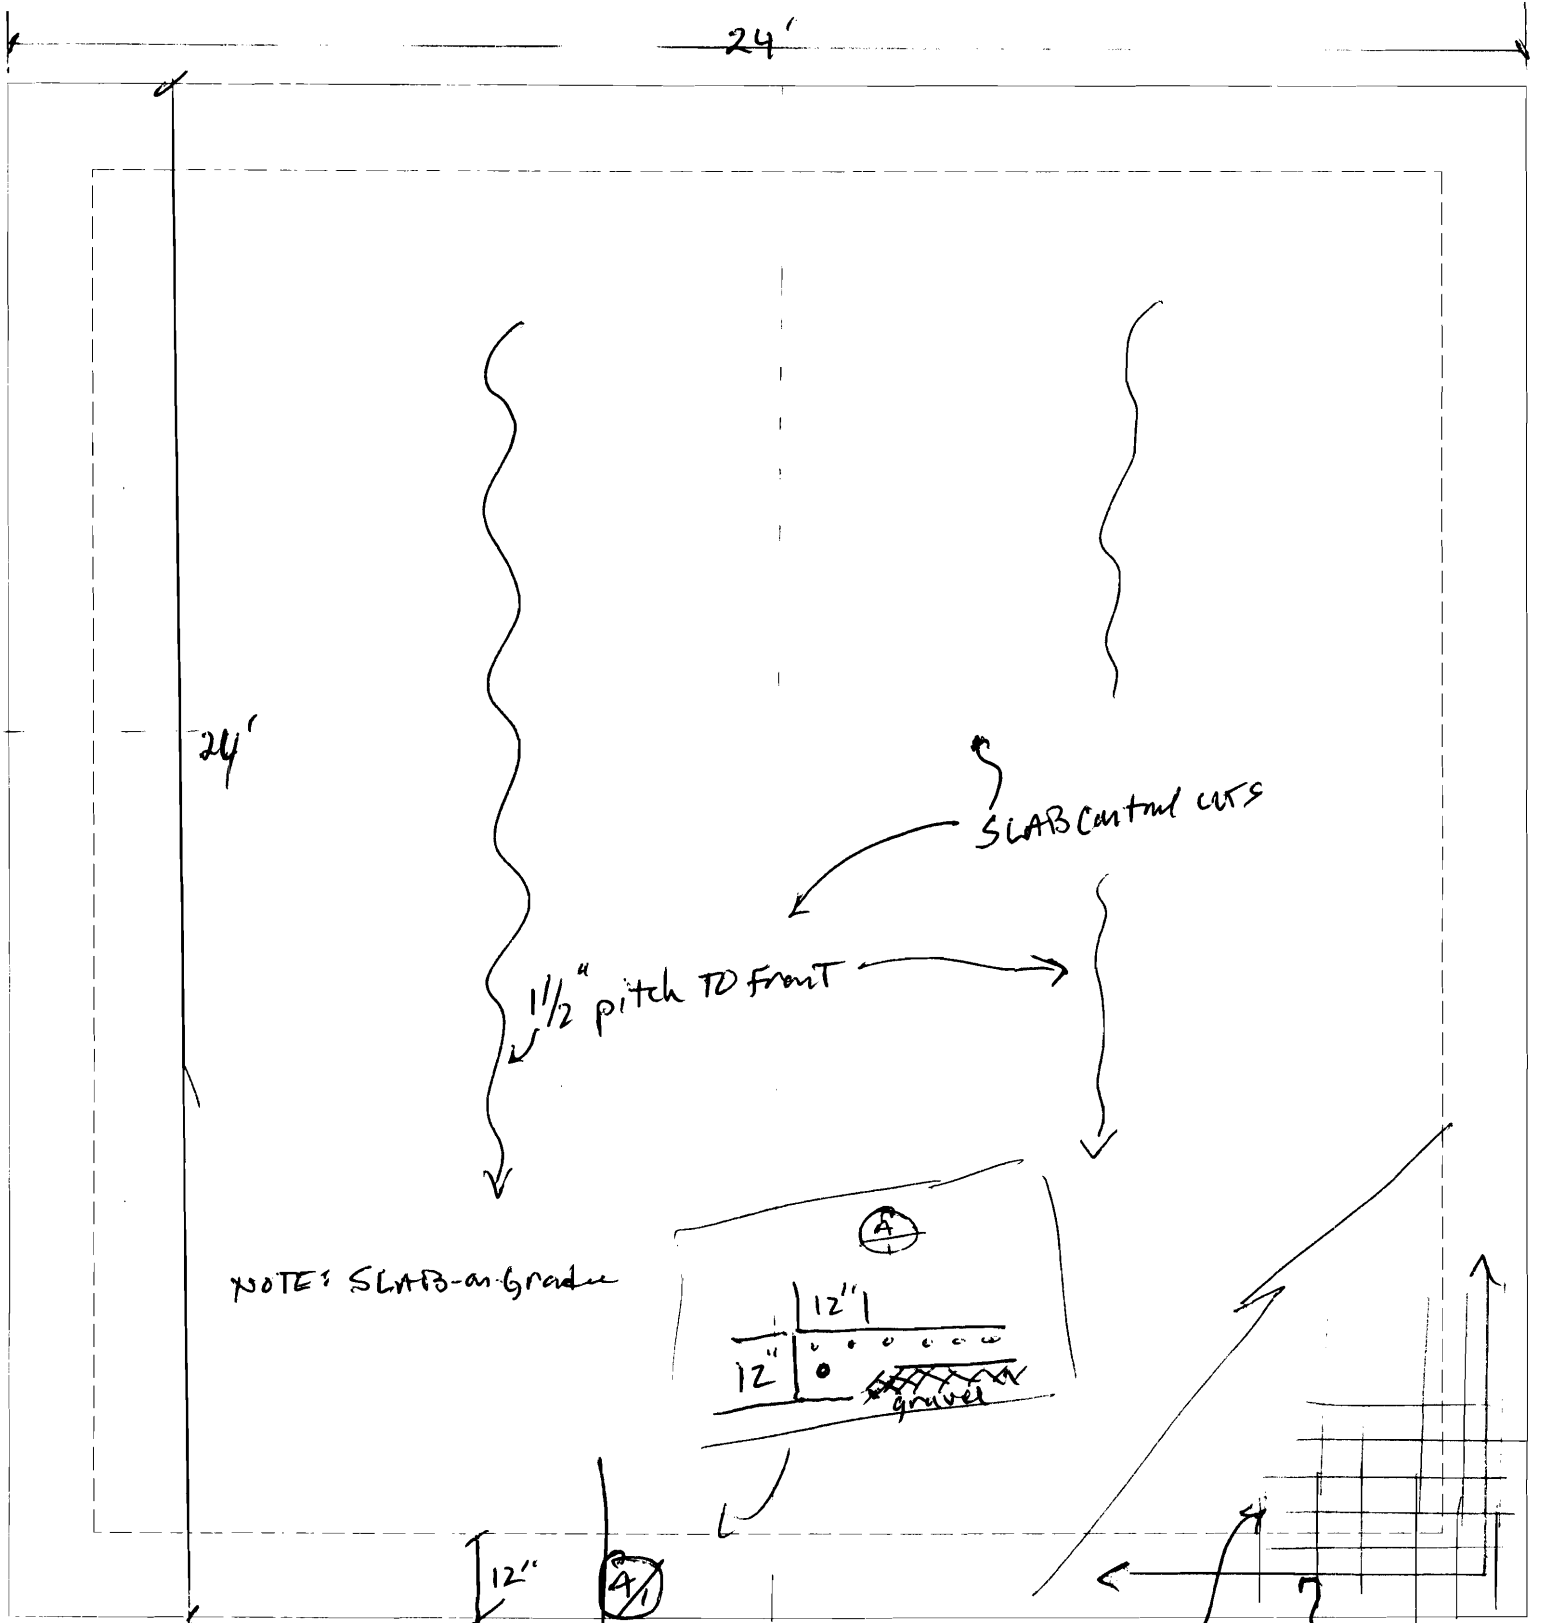 24'
24'
SLAB Control cuts
1 1/2" pitch TO Front
A
NOTE: SLAB-on-Grade
12"
12"
gravel
12"
A/1